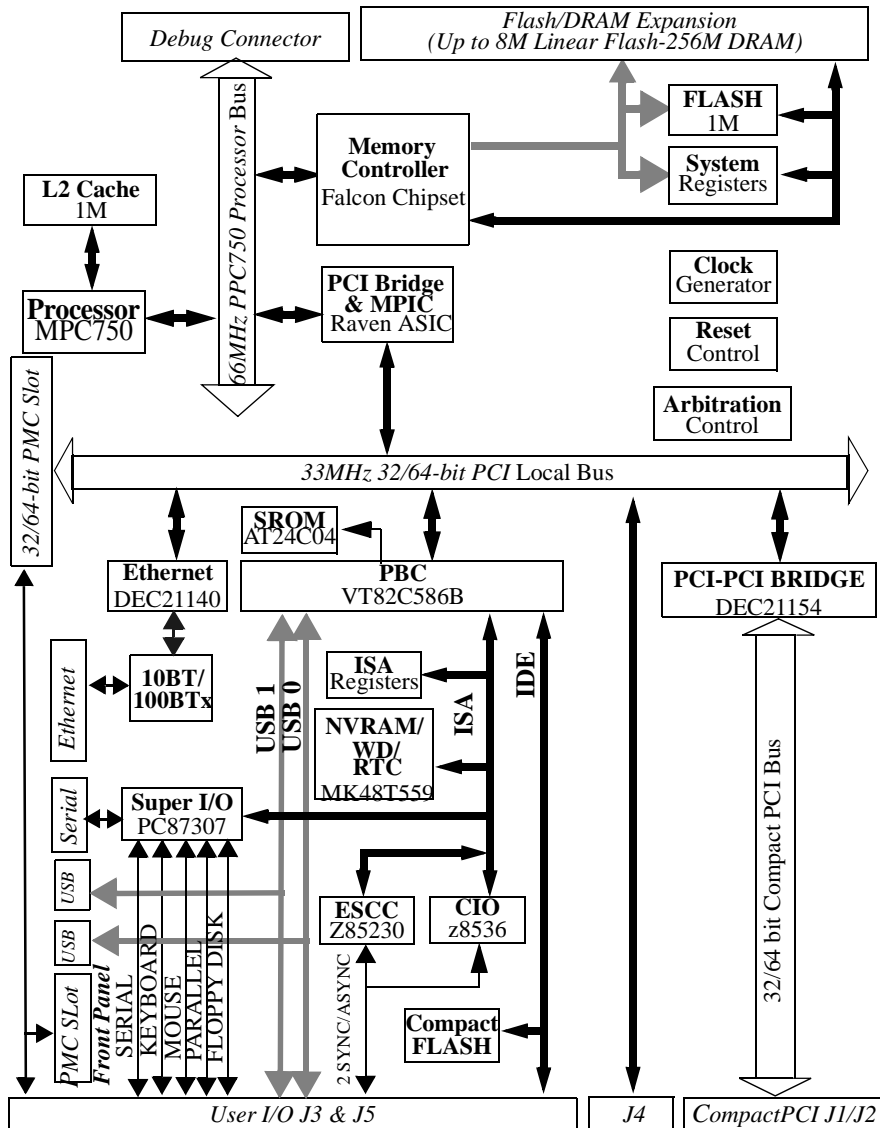 Debug Connector
Flash/DRAM Expansion
(Up to 8M Linear Flash-256M DRAM)
66MHz PPC750 Processor Bus
Memory
Controller
Falcon Chipset
FLASH
1M
System
Registers
L2 Cache
1M
Processor
MPC750
PCI Bridge
& MPIC
Raven ASIC
Clock
Generator
Reset
Control
Arbitration
Control
32/64-bit PMC Slot
33MHz 32/64-bit PCI Local Bus
SROM
AT24C04
Ethernet
DEC21140
PBC
VT82C586B
PCI-PCI BRIDGE
DEC21154
10BT/
100BTx
Ethernet
USB 1
USB 0
ISA
Registers
ISA
IDE
NVRAM/
WD/
RTC
MK48T559
Super I/O
PC87307
Serial
USB
USB
ESCC
Z85230
CIO
z8536
32/64 bit Compact PCI Bus
PMC SLot
Front Panel
SERIAL
KEYBOARD
MOUSE
PARALLEL
FLOPPY DISK
2 SYNC/ASYNC
Compact
FLASH
User I/O J3 & J5
J4
CompactPCI J1/J2